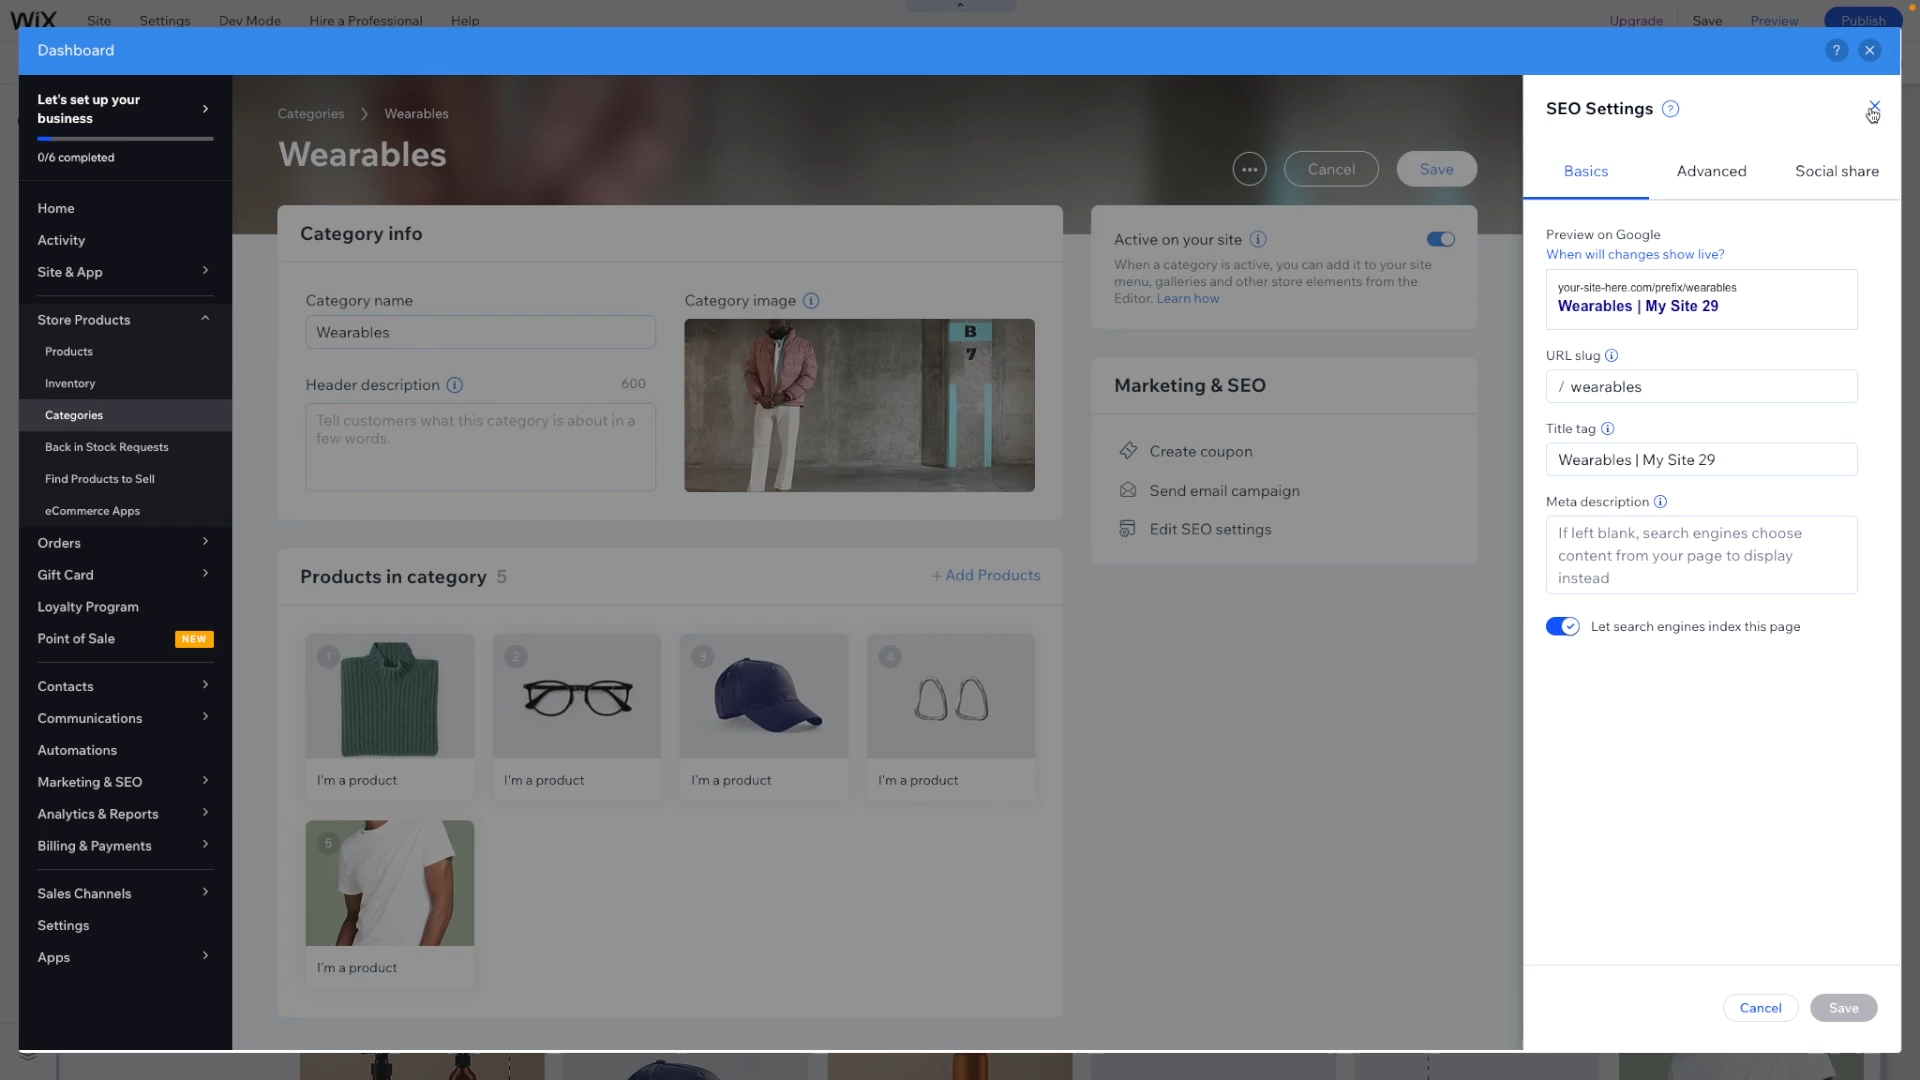 WIX
Site
Settings
Dev Mode
Hire a Professional
Help
Upgrade
Save
Preview
Publish
Dashboard
?
Let's set up your
business
0/6 completed
Home
Activity
Site & App
Store Products
Products
Inventory
Categories
Back in Stock Requests
Find Products to Sell
eCommerce Apps
Orders
Gift Card
Loyalty Program
Point of Sale NEW
Contacts
Communications
Automations
Marketing & SEO
Analytics & Reports
Billing & Payments
Sales Channels
Settings
Apps
Categories > Wearables
Wearables
Cancel
Save
Category info
Category name
Wearables
Header description
600
Tell customers what this category is about in a
few words.
Category image
B
7
Products in category 5
+ Add Products
1
I'm a product
2
I'm a product
3
I'm a product
4
I'm a product
5
I'm a product
Active on your site
When a category is active, you can add it to your site
menu, galleries and other store elements from the
Editor. Learn how
Marketing & SEO
Create coupon
Send email campaign
Edit SEO settings
SEO Settings ?
Basics
Advanced
Social share
Preview on Google
When will changes show live?
your-site-here.com/prefix/wearables
Wearables | My Site 29
URL slug
/ wearables
Title tag
Wearables | My Site 29
Meta description
If left blank, search engines choose
content from your page to display
instead
Let search engines index this page
Cancel
Save